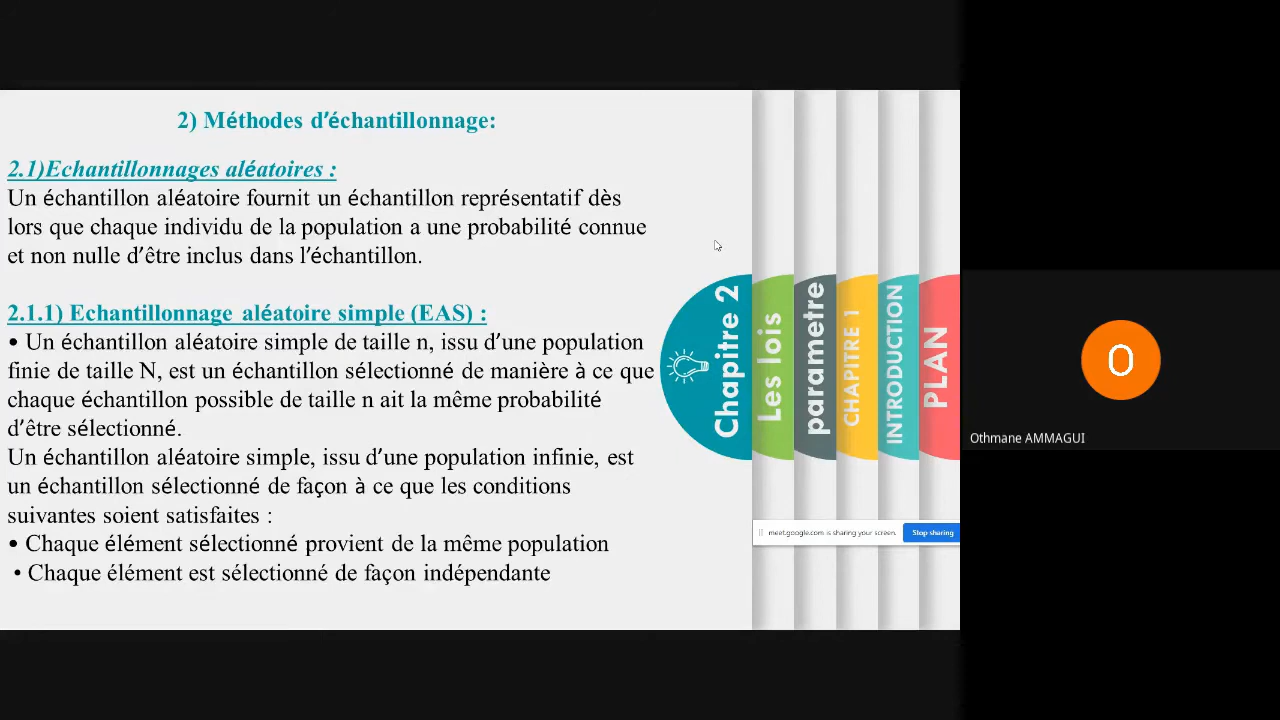 2) Méthodes d'échantillonnage:
2.1)Echantillonnages aléatoires :
Un échantillon aléatoire fournit un échantillon représentatif dès
lors que chaque individu de la population a une probabilité connue
et non nulle d'être inclus dans l'échantillon.
2.1.1) Echantillonnage aléatoire simple (EAS) :
• Un échantillon aléatoire simple de taille n, issu d'une population
finie de taille N, est un échantillon sélectionné de manière à ce que
chaque échantillon possible de taille n ait la même probabilité
d'être sélectionné.
Un échantillon aléatoire simple, issu d'une population infinie, est
un échantillon sélectionné de façon à ce que les conditions
suivantes soient satisfaites :
• Chaque élément sélectionné provient de la même population
• Chaque élément est sélectionné de façon indépendante
Chapitre 2
Les lois
parametre
CHAPITRE 1
INTRODUCTION
PLAN
meet.google.com is sharing your screen.
Stop sharing
O
Othmane AMMAGUI